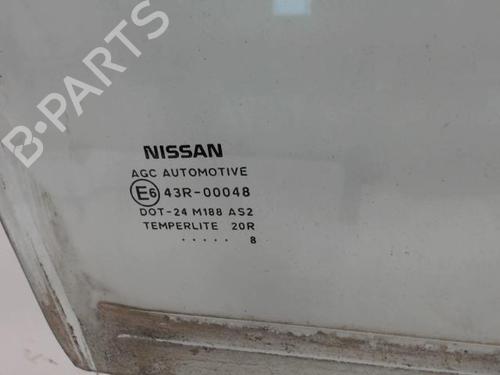 B-PARTS
NISSAN
AGC AUTOMOTIVE
E6 43R-00048
DOT-24 M188 AS2
TEMPERLITE 20R
..... 8